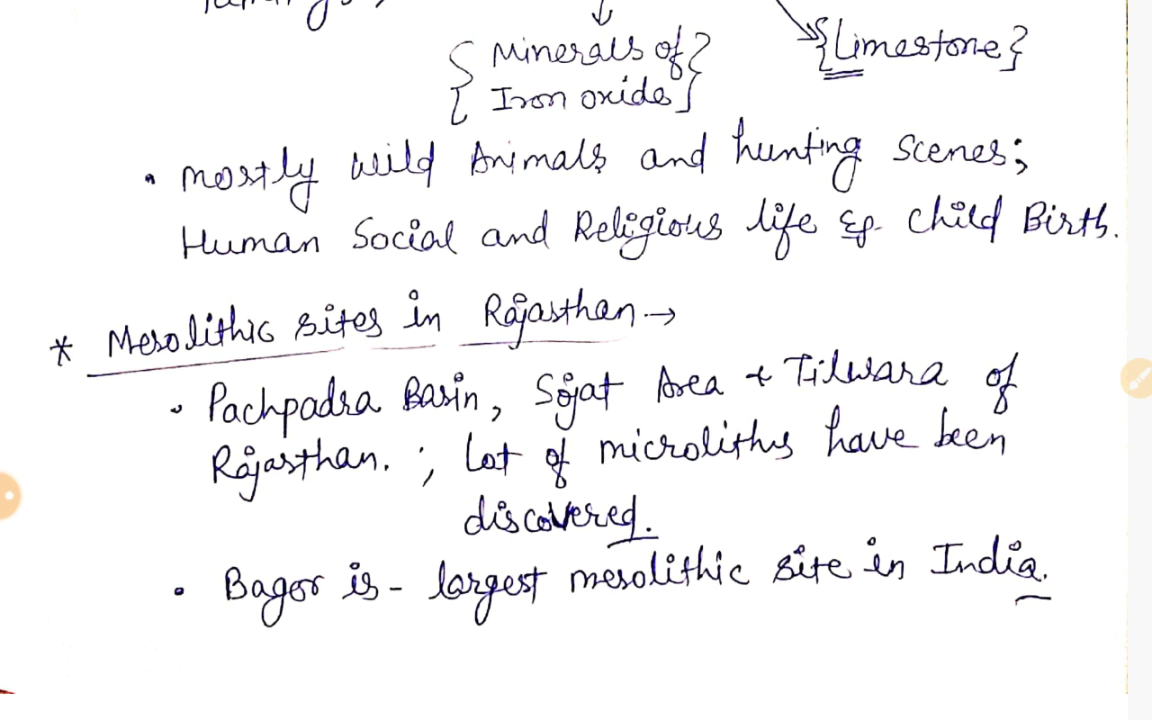 { Minerals of }
{ Iron oxide }
{Limestone}
• mostly wild Animals and hunting scenes;
Human Social and Religious life Ep. Child Birth.
* Mesolithic sites in Rajasthan →
• Pachpadra Basin, Sojat Area & Tilwara of
Rajasthan. ; Lot of microliths have been
discovered.
• Bagor is - largest mesolithic site in India.